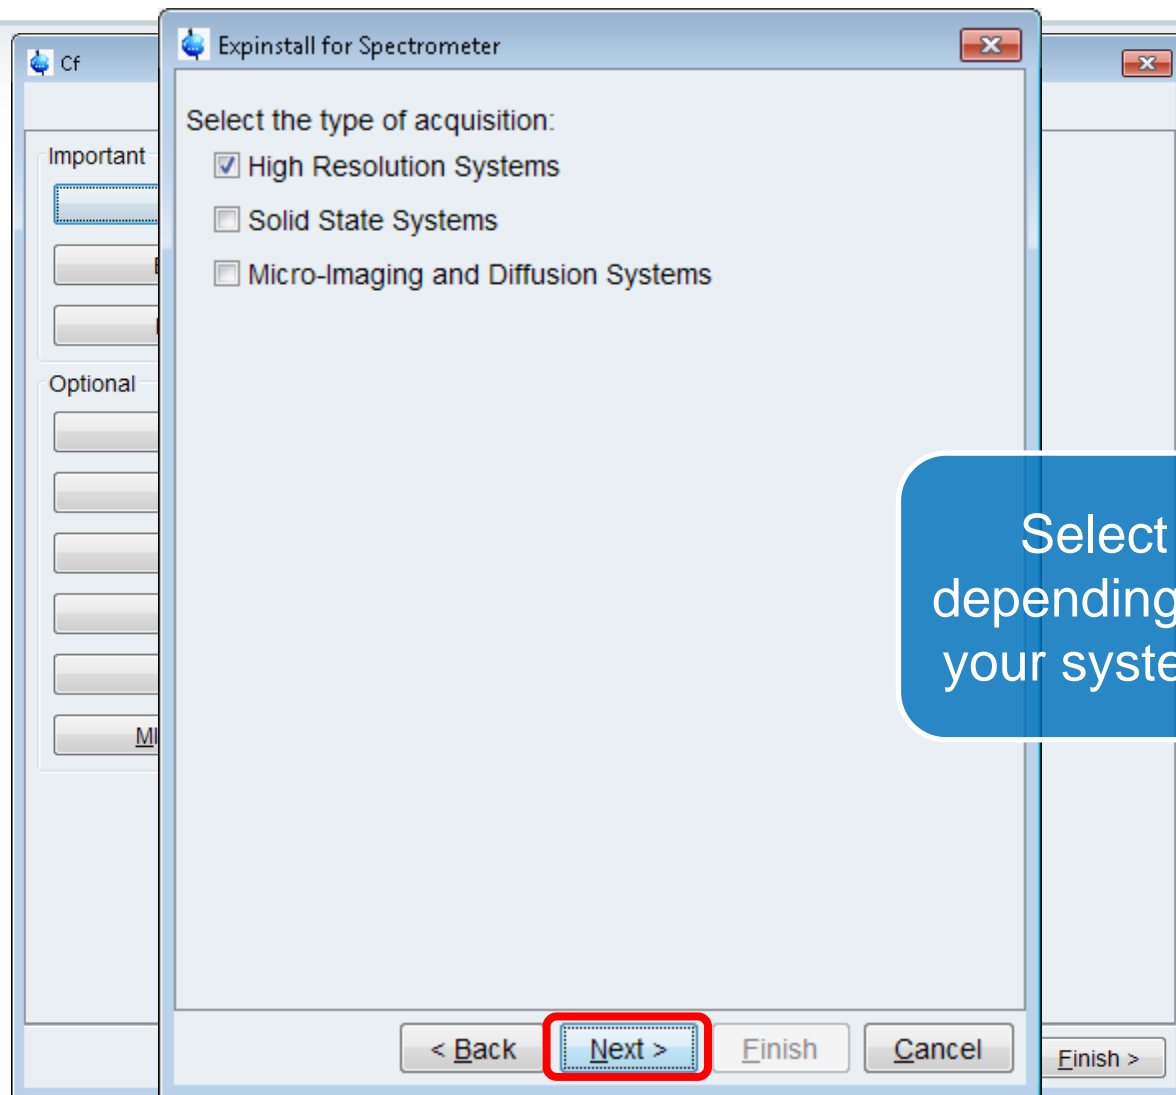 Cf
Expinstall for Spectrometer
Select the type of acquisition:
High Resolution Systems
Solid State Systems
Micro-Imaging and Diffusion Systems
Important
Optional
Select
depending
your
< Back
Next >
Finish
Cancel
Finish >